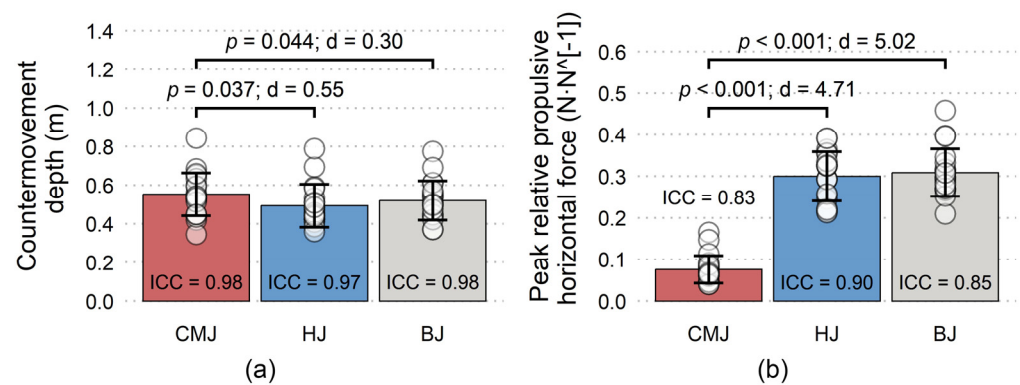 Countermovement
depth (m)
1.4
1.2
1.0
0.8
0.6
0.4
0.2
0.0
p = 0.044; d = 0.30
p = 0.037; d = 0.55
ICC = 0.98
ICC = 0.97
ICC = 0.98
CMJ
HJ
BJ
(a)
Peak relative propulsive
horizontal force (N·N^[-1])
0.6
0.5
0.4
0.3
0.2
0.1
0.0
p < 0.001; d = 5.02
p < 0.001; d = 4.71
ICC = 0.83
ICC = 0.90
ICC = 0.85
CMJ
HJ
BJ
(b)